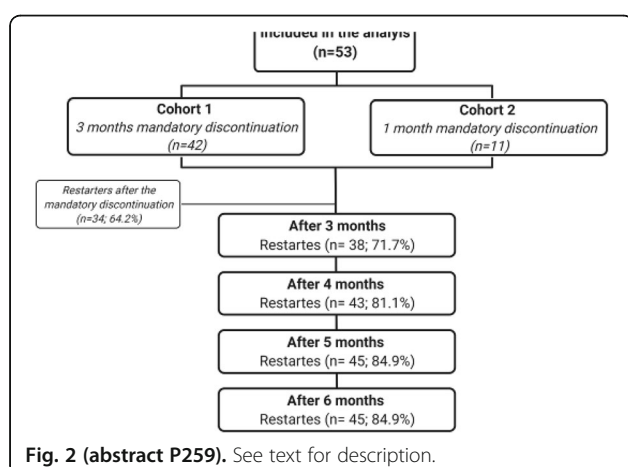 Included in the analyis
(n=53)
Cohort 1
3 months mandatory discontinuation
(n=42)
Cohort 2
1 month mandatory discontinuation
(n=11)
Restarters after the
mandatory discontinuation
(n=34; 64.2%)
After 3 months
Restartes (n= 38; 71.7%)
After 4 months
Restartes (n= 43; 81.1%)
After 5 months
Restartes (n= 45; 84.9%)
After 6 months
Restartes (n= 45; 84.9%)
Fig. 2 (abstract P259). See text for description.